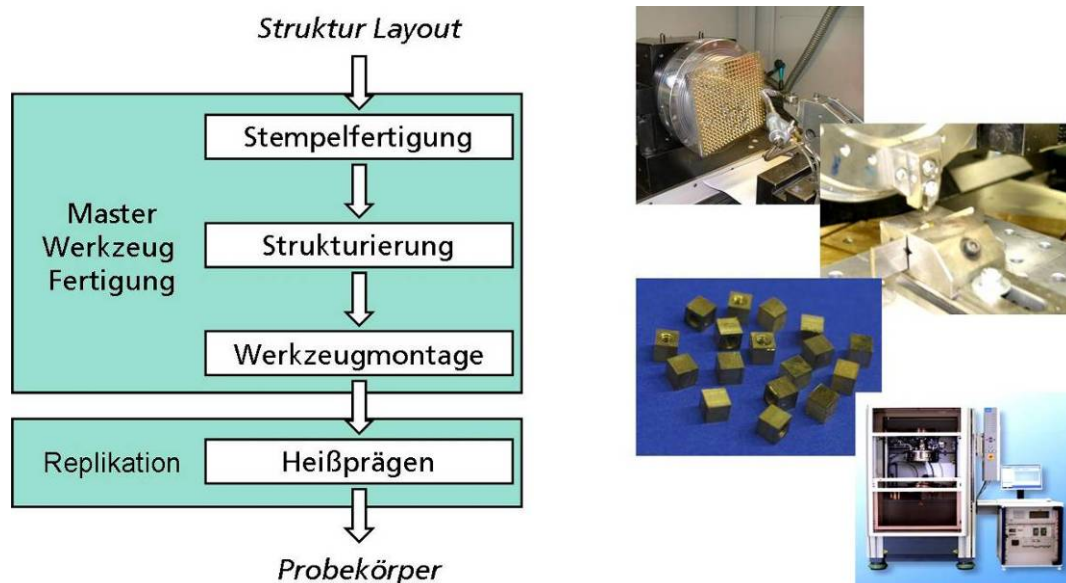 Struktur Layout
Stempelfertigung
Master
Werkzeug
Fertigung
Strukturierung
Werkzeugmontage
Replikation
Heißprägen
Probekörper